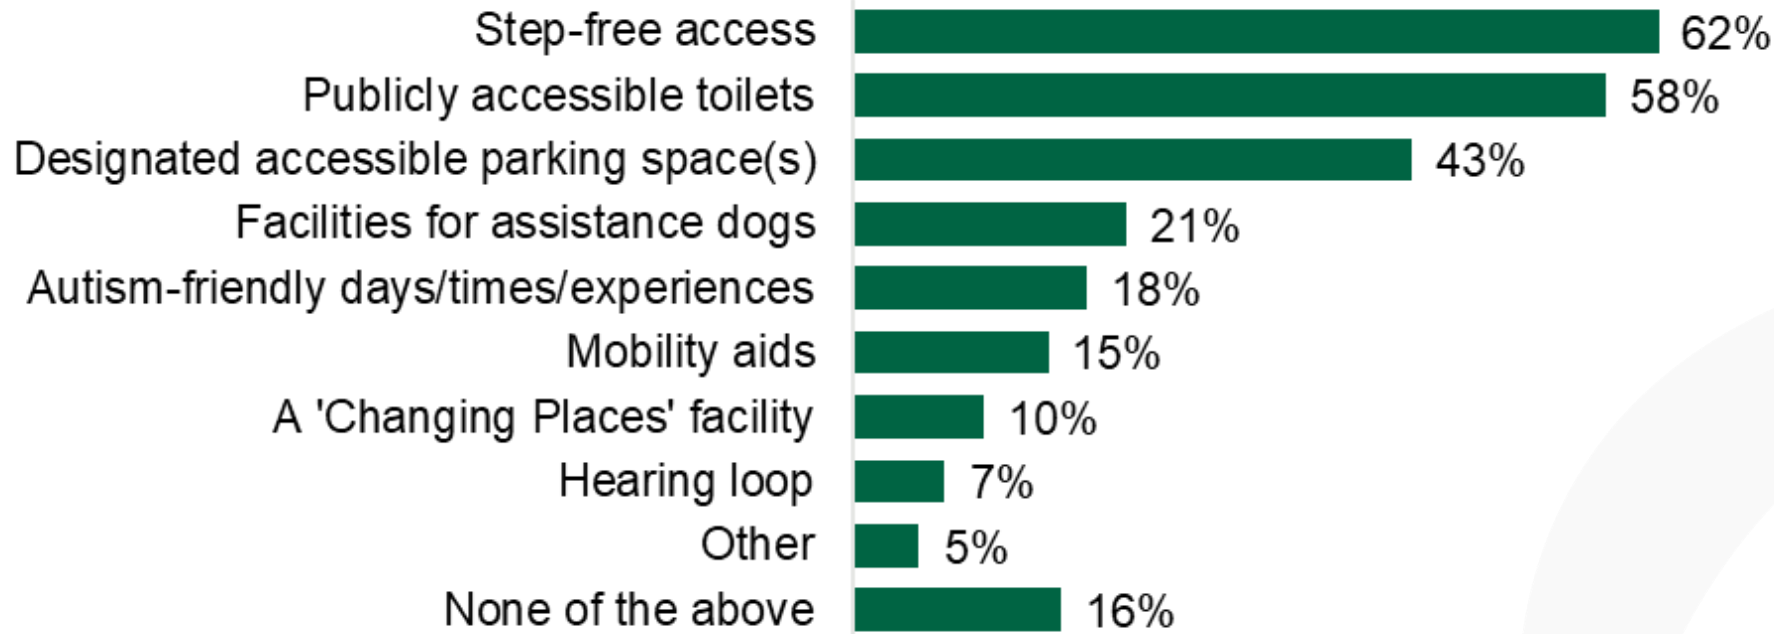 Step-free access 62%
Publicly accessible toilets 58%
Designated accessible parking space(s) 43%
Facilities for assistance dogs 21%
Autism-friendly days/times/experiences 18%
Mobility aids 15%
A 'Changing Places' facility 10%
Hearing loop 7%
Other 5%
None of the above 16%